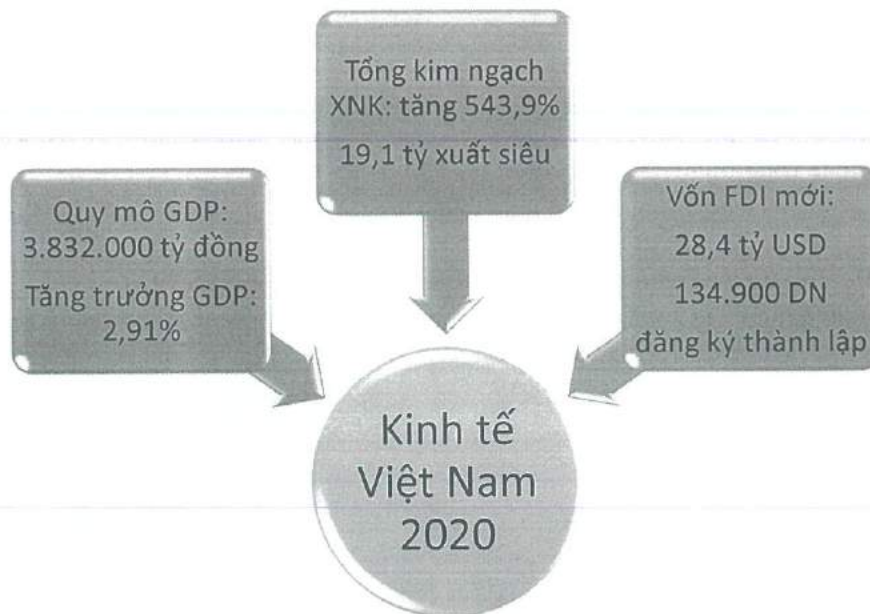 Tổng kim ngạch
XNK: tăng 543,9%
19,1 tỷ xuất siêu
Quy mô GDP:
3.832.000 tỷ đồng
Tăng trưởng GDP:
2,91%
Vốn FDI mới:
28,4 tỷ USD
134.900 DN
đăng ký thành lập
Kinh tế
Việt Nam
2020